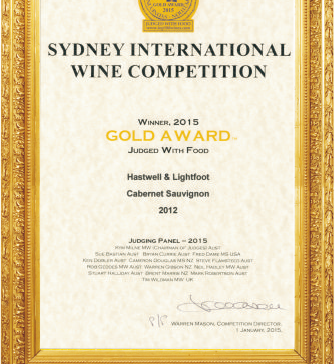 GOLD AWARD,
2015
JUDGED WITH FOOD
SYDNEY INTERNATIONAL
WINE COMPETITION
WINNER, 2015
GOLD AWARD
JUDGED WITH FOOD
Hastwell & Lightfoot
Cabernet Sauvignon
2012
JUDGING PANEL – 2015
KYM MILNE MW (CHAIRMAN OF JUDGES) AUST
SUE BASTIAN AUST BRYAN CURRIE AUST FRED DAME MS USA
KEN DOBLER AUST CAMERON DOUGLAS MS NZ STEVE FLAMSTEED AUST
ROB GEDDES MW AUST WARREN GIBSON NZ NEIL HADLEY MW AUST
STUART HALLIDAY AUST BRENT MARRIS NZ MARK ROBERTSON AUST
TIM WILDMAN MW UK
P/P WARREN MASON, COMPETITION DIRECTOR
1 JANUARY, 2015.